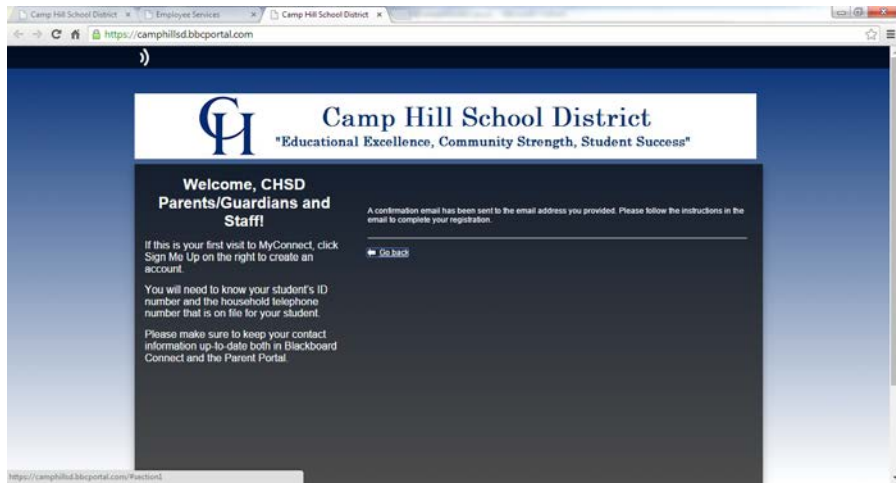 Camp Hill School District
Employee Services
Camp Hill School District
https://camphillsd.bbcportal.com
CH
Camp Hill School District
"Educational Excellence, Community Strength, Student Success"
Welcome, CHSD
Parents/Guardians and
Staff!
If this is your first visit to MyConnect, click
Sign Me Up on the right to create an
account.
You will need to know your student's ID
number and the household telephone
number that is on file for your student.
Please make sure to keep your contact
information up-to-date both in Blackboard
Connect and the Parent Portal.
A confirmation email has been sent to the email address you provided. Please follow the instructions in the
email to complete your registration.
Go back
https://camphillsd.bbcportal.com/#section1